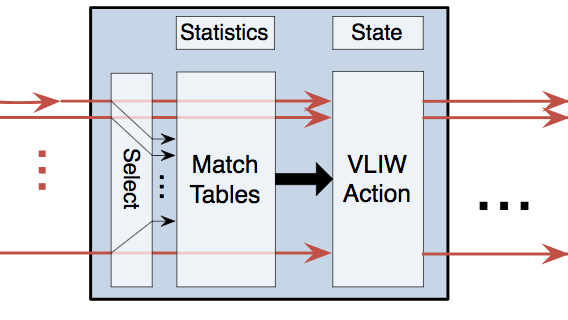 Statistics
State
Select
Match
Tables
VLIW
Action